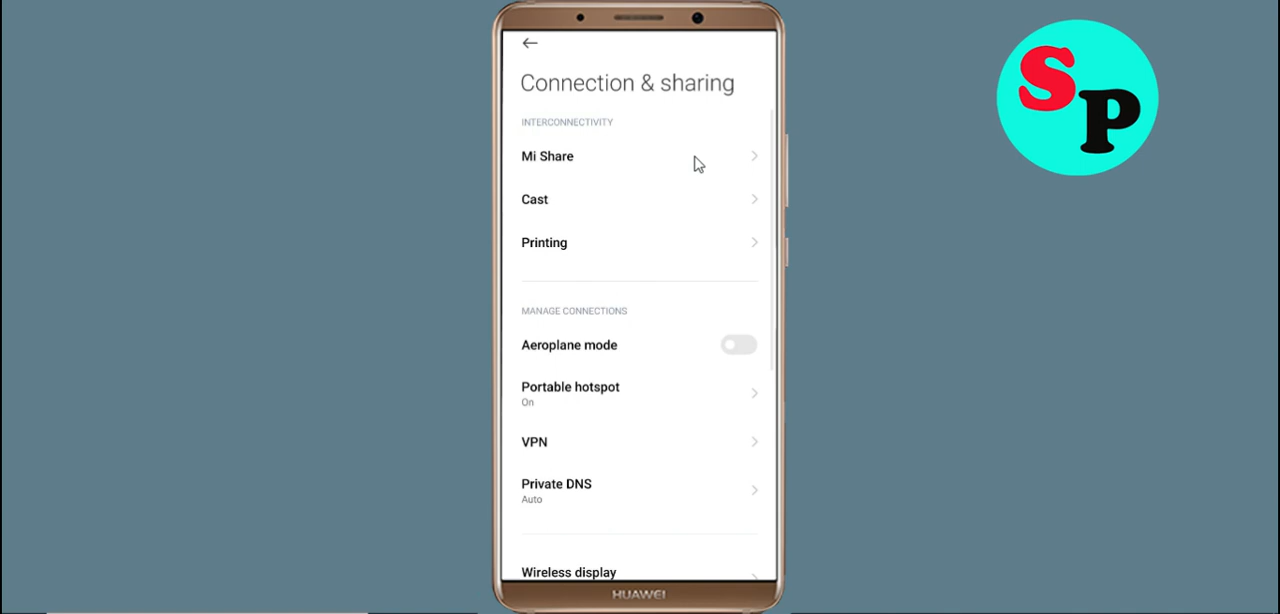 Connection & sharing
INTERCONNECTIVITY
Mi Share
Cast
Printing
MANAGE CONNECTIONS
Aeroplane mode
Portable hotspot
On
VPN
Private DNS
Auto
Wireless display
HUAWEI
SP